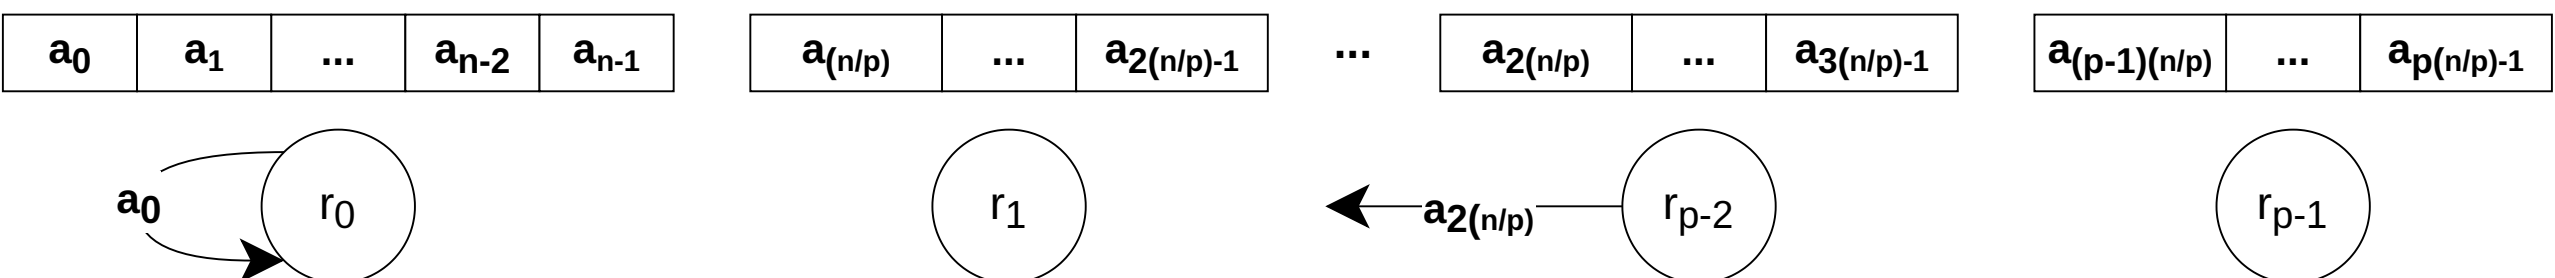 a0 a1 ... an-2 an-1 a(n/p) ... a2(n/p)-1 ... a2(n/p) ... a3(n/p)-1 a(p-1)(n/p) ... ap(n/p)-1
a0 r0 r1 a2(n/p) rp-2 rp-1